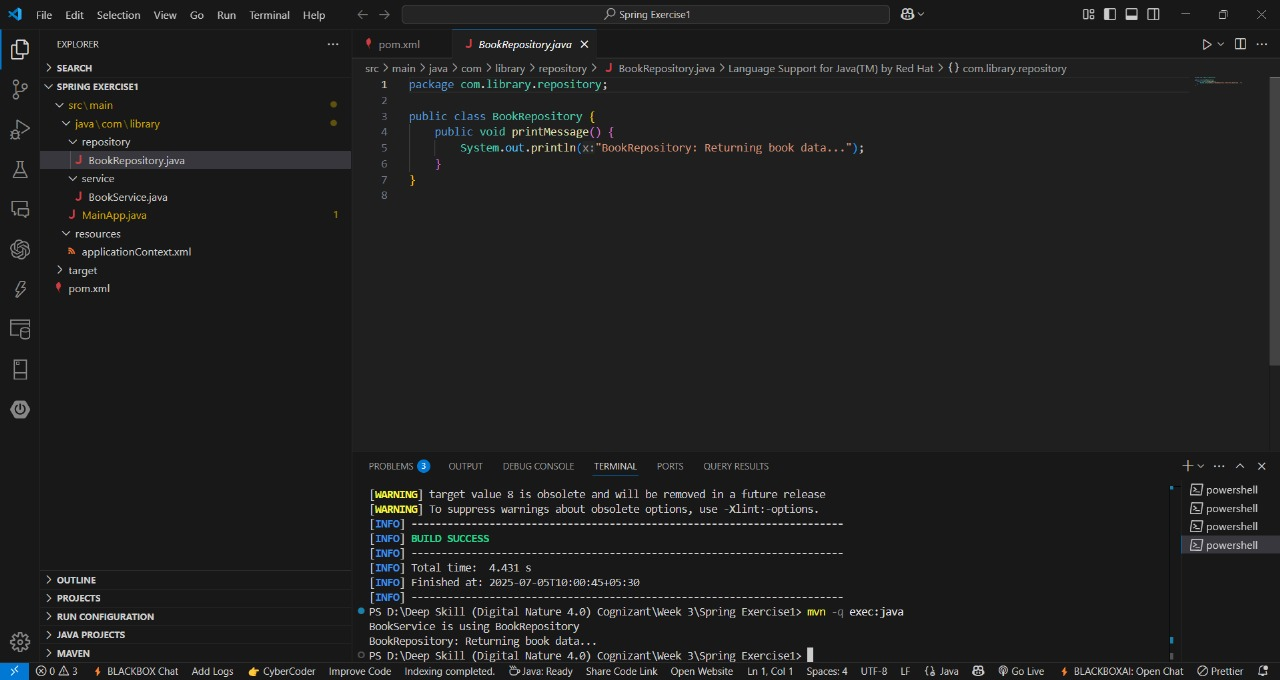 File Edit Selection View Go Run Terminal Help
Spring Exercise1
EXPLORER
SEARCH
SPRING EXERCISE1
src\main
java\com\library
repository
BookRepository.java
service
BookService.java
MainApp.java 1
resources
applicationContext.xml
target
pom.xml
OUTLINE
PROJECTS
RUN CONFIGURATION
JAVA PROJECTS
MAVEN
pom.xml BookRepository.java
src > main > java > com > library > repository > BookRepository.java > Language Support for Java(TM) by Red Hat > {} com.library.repository
1 package com.library.repository;
2
3 public class BookRepository {
4 public void printMessage() {
5 System.out.println(x:"BookRepository: Returning book data...");
6 }
7 }
8
PROBLEMS 3 OUTPUT DEBUG CONSOLE TERMINAL PORTS QUERY RESULTS
[WARNING] target value 8 is obsolete and will be removed in a future release
[WARNING] To suppress warnings about obsolete options, use -Xlint:-options.
[INFO] ------------------------------------------------------------------------
[INFO] BUILD SUCCESS
[INFO] ------------------------------------------------------------------------
[INFO] Total time:  4.431 s
[INFO] Finished at: 2025-07-05T10:00:45+05:30
[INFO] ------------------------------------------------------------------------
PS D:\Deep Skill (Digital Nature 4.0) Cognizant\Week 3\Spring Exercise1> mvn -q exec:java
BookService is using BookRepository
BookRepository: Returning book data...
PS D:\Deep Skill (Digital Nature 4.0) Cognizant\Week 3\Spring Exercise1>
powershell
powershell
powershell
powershell
0 3 BLACKBOX Chat Add Logs CyberCoder Improve Code Indexing completed. Java: Ready Share Code Link Open Website Ln 1, Col 1 Spaces: 4 UTF-8 LF {} Java Go Live BLACKBOXAI: Open Chat Prettier